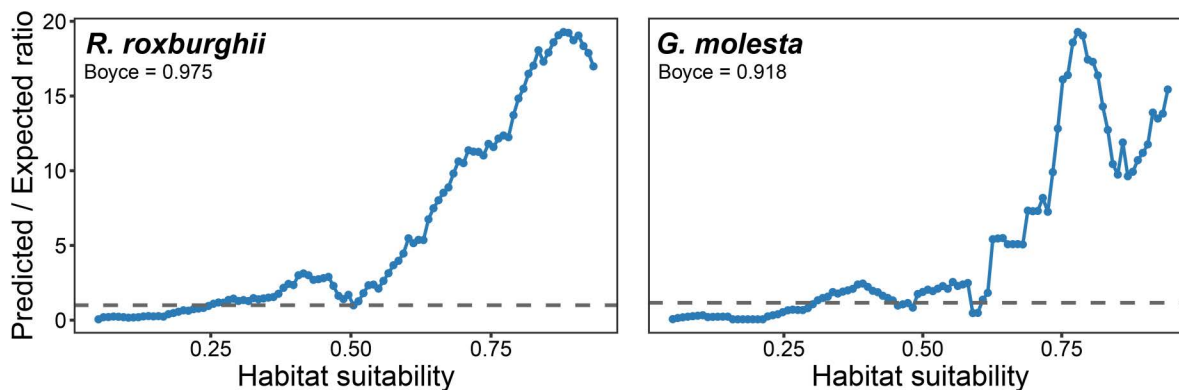 Predicted / Expected ratio
20
15
10
5
0
R. roxburghii
Boyce = 0.975
0.25 0.50 0.75
Habitat suitability
G. molesta
Boyce = 0.918
0.25 0.50 0.75
Habitat suitability